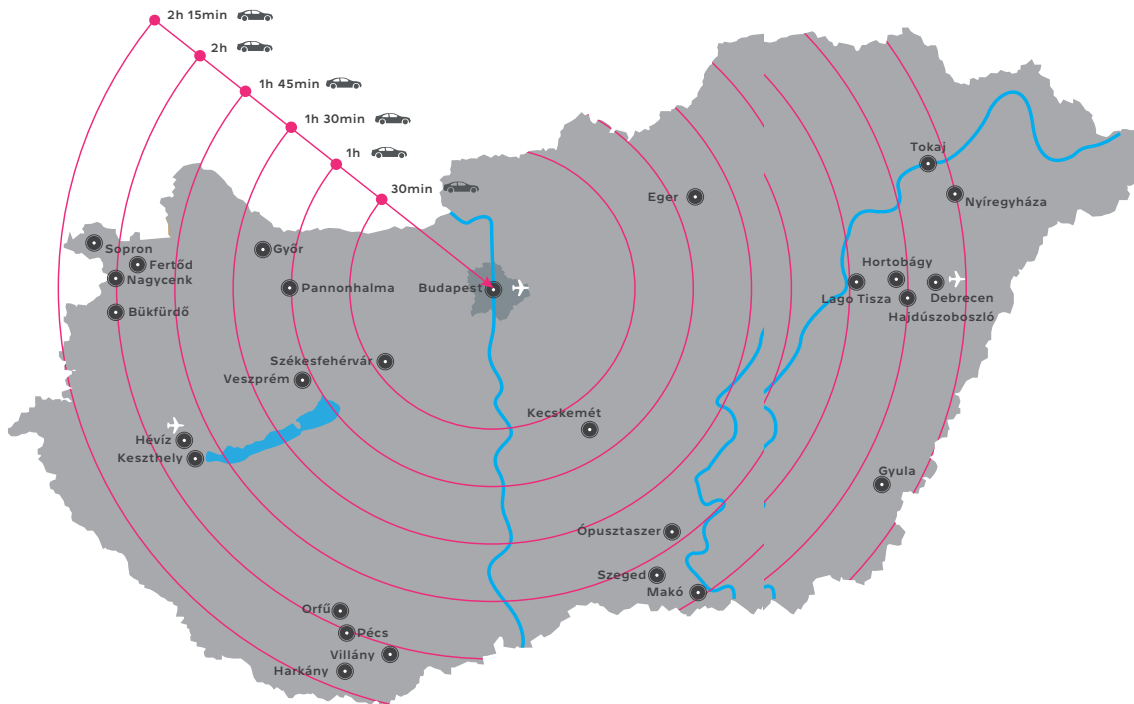 2h 15min
2h
1h 45min
1h 30min
1h
30min
Tokaj
Eger
Nyíregyháza
Sopron
Győr
Fertőd
Nagycenk
Pannonhalma
Budapest
Hortobágy
Lago Tisza
Debrecen
Hajdúszoboszló
Bükfürdő
Székesfehérvár
Veszprém
Kecskemét
Hévíz
Keszthely
Gyula
Ópusztaszer
Szeged
Makó
Orfű
Pécs
Villány
Harkány